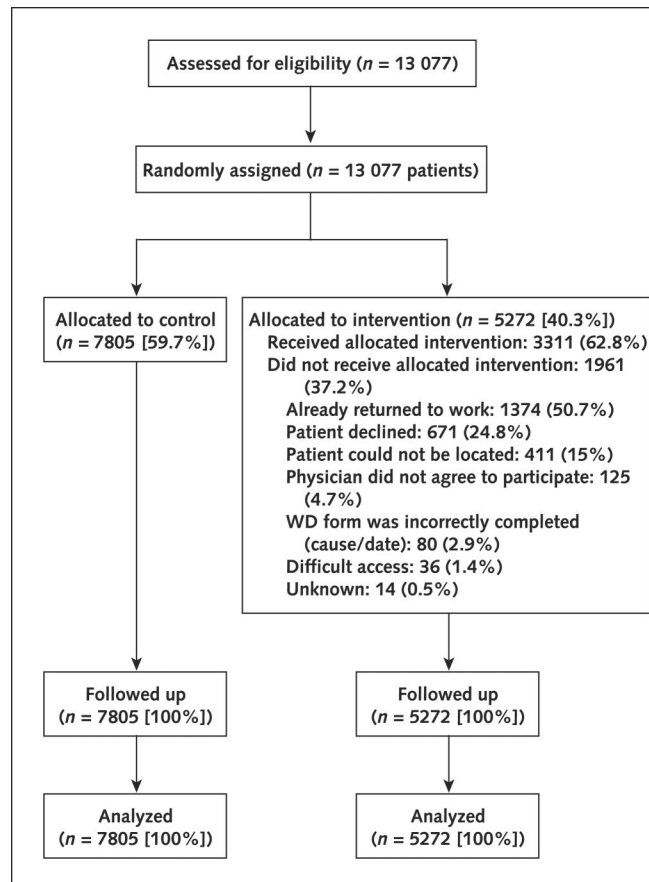 Assessed for eligibility (n = 13 077)
Randomly assigned (n = 13 077 patients)
Allocated to control
(n = 7805 [59.7%])
Allocated to intervention (n = 5272 [40.3%])
Received allocated intervention: 3311 (62.8%)
Did not receive allocated intervention: 1961
(37.2%)
Already returned to work: 1374 (50.7%)
Patient declined: 671 (24.8%)
Patient could not be located: 411 (15%)
Physician did not agree to participate: 125
(4.7%)
WD form was incorrectly completed
(cause/date): 80 (2.9%)
Difficult access: 36 (1.4%)
Unknown: 14 (0.5%)
Followed up
(n = 7805 [100%])
Followed up
(n = 5272 [100%])
Analyzed
(n = 7805 [100%])
Analyzed
(n = 5272 [100%])